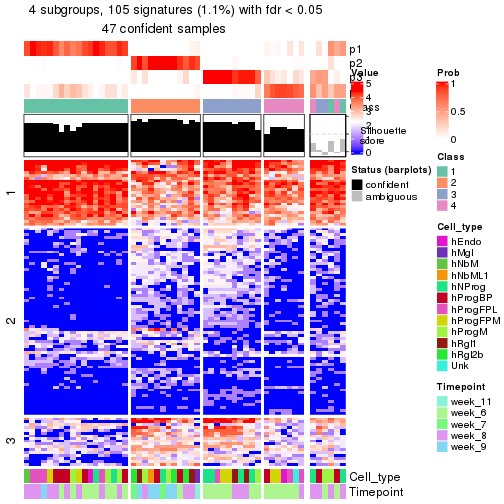 4 subgroups, 105 signatures (1.1%) with fdr < 0.05
47 confident samples
p1
p2
p3
Value
5
4
3
2
1
0
Silhouette
score
Status (barplots)
confident
ambiguous
Prob
1
0.5
0
Class
1
2
3
4
Cell_type
hEndo
hMgl
hNbM
hNbML1
hNProg
hProgBP
hProgFPL
hProgFPM
hProgM
hRgl1
hRgl2b
Unk
Timepoint
week_11
week_6
week_7
week_8
week_9
1
2
3
Cell_type
Timepoint